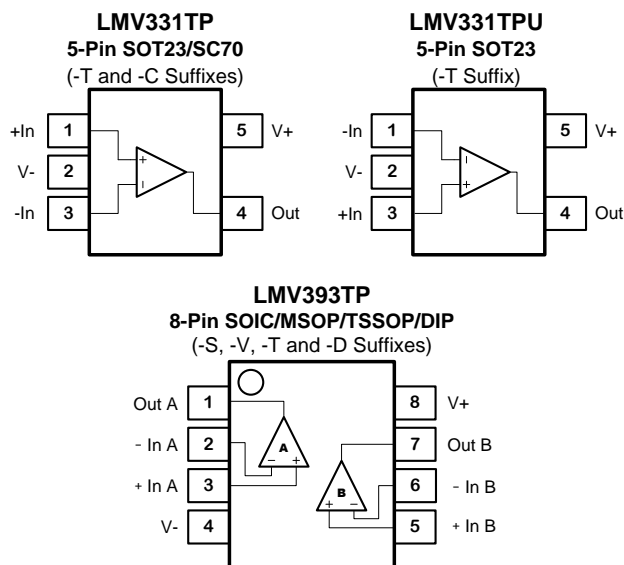 LMV331TP
5-Pin SOT23/SC70
(-T and -C Suffixes)
+In 1 5 V+
V- 2
-In 3 4 Out
+
−
LMV331TPU
5-Pin SOT23
(-T Suffix)
-In 1 5 V+
V- 2
+In 3 4 Out
−
+
LMV393TP
8-Pin SOIC/MSOP/TSSOP/DIP
(-S, -V, -T and -D Suffixes)
Out A 1 8 V+
- In A 2 A 7 Out B
− +
+ In A 3 B 6 - In B
+ −
V- 4 5 + In B